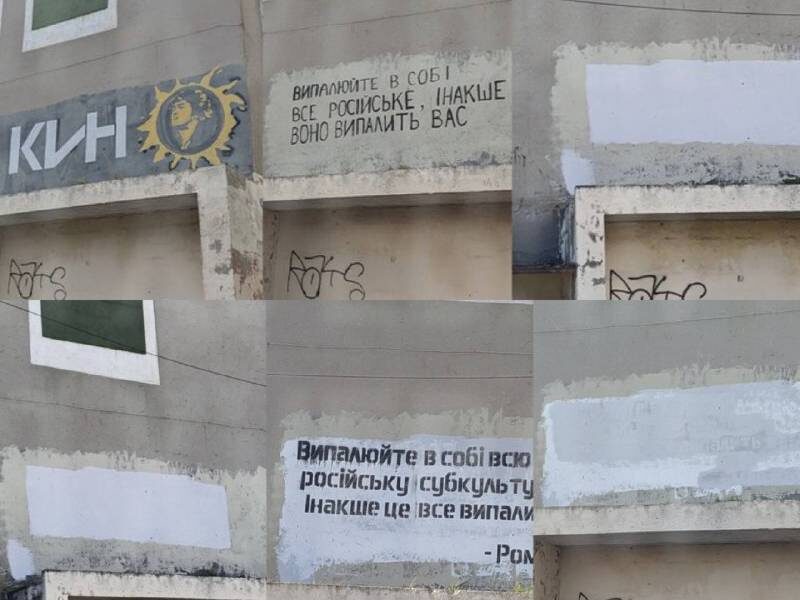 КИН
ВИПАЛЮЙТЕ В СОБІ
ВСЕ РОСІЙСЬКЕ, ІНАКШЕ
ВОНО ВИПАЛИТЬ ВАС
Випалюйте в собі всю
російську субкульту
Інакше це все випали
- Ром